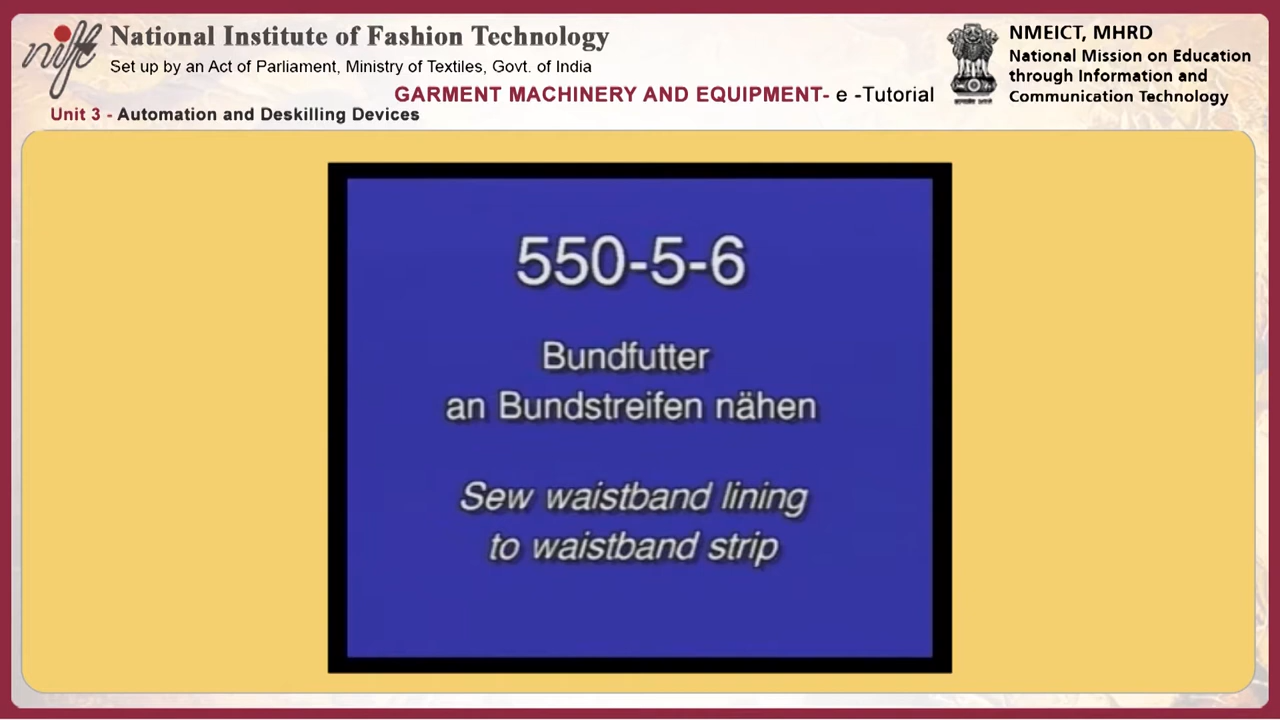 nift
National Institute of Fashion Technology
Set up by an Act of Parliament, Ministry of Textiles, Govt. of India
GARMENT MACHINERY AND EQUIPMENT- e -Tutorial
Unit 3 - Automation and Deskilling Devices
NMEICT, MHRD
National Mission on Education
through Information and
Communication Technology
550-5-6
Bundfutter
an Bundstreifen nähen
Sew waistband lining
to waistband strip